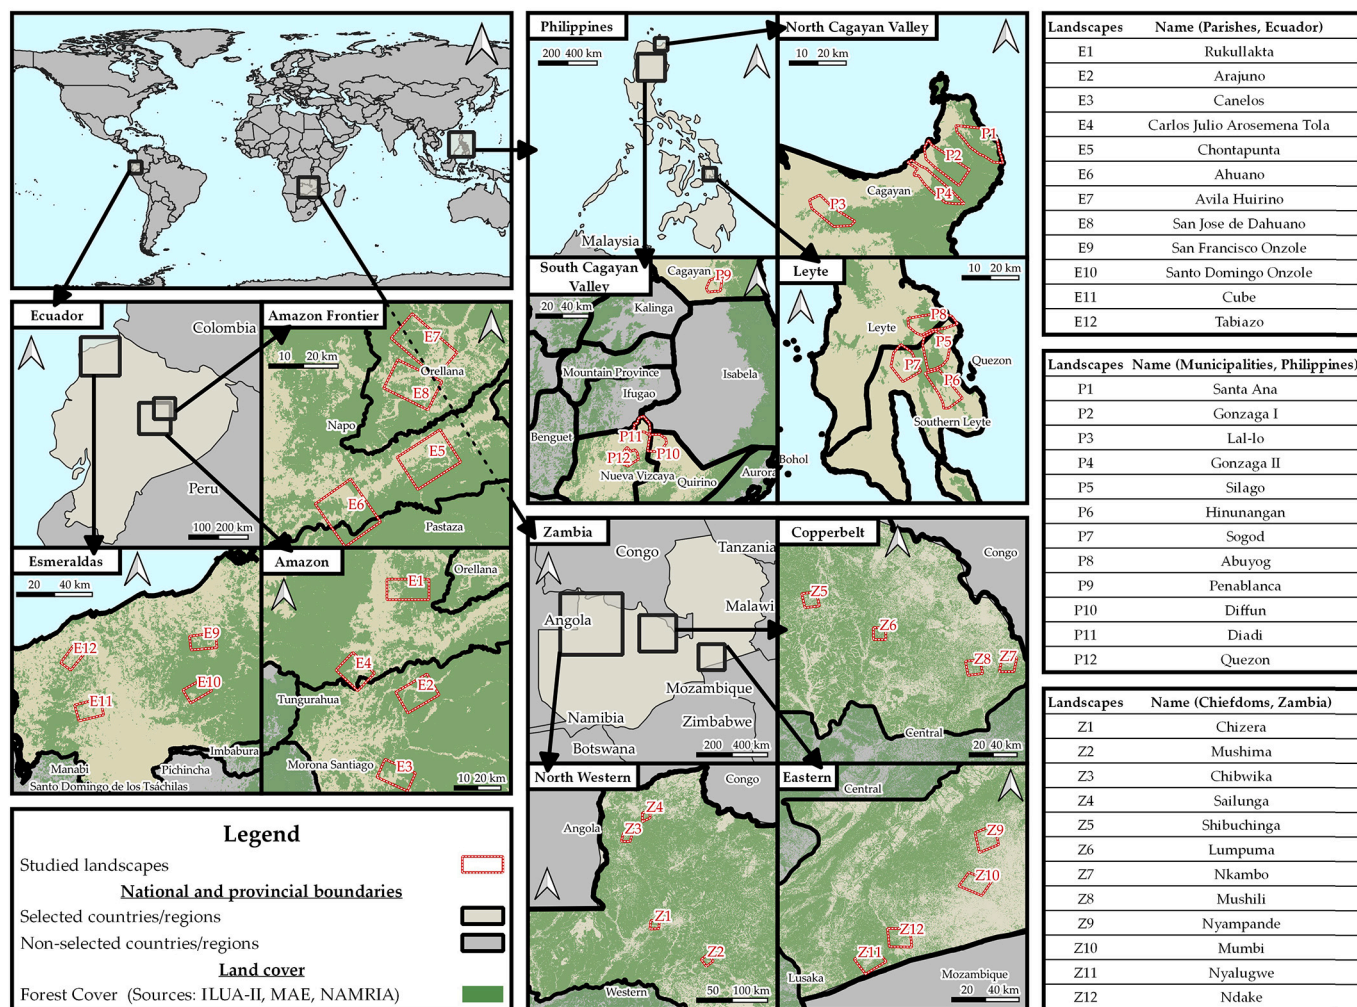 Philippines
200 400 km
Malaysia
North Cagayan Valley
10 20 km
P1
P2
P4
P3
Cagayan
South Cagayan
Valley
20 40 km
Cagayan
P9
Kalinga
Mountain Province
Isabela
Ifugao
Benguet
P11
P10
P12
Nueva Vizcaya
Quirino
Aurora
Leyte
10 20 km
Leyte
P8
P5
P7
P6
Quezon
Southern Leyte
Bohol
Ecuador
Colombia
Peru
100 200 km
Amazon Frontier
10 20 km
E7
Orellana
E8
Napo
E5
E6
Pastaza
Esmeraldas
20 40 km
E9
E12
E10
E11
Imbabura
Manabi
Pichincha
Santo Domingo de los Tsáchilas
Amazon
E1
Orellana
E4
E2
Tungurahua
Morona Santiago
E3
10 20 km
Zambia
Congo
Tanzania
Malawi
Angola
Mozambique
Namibia
Zimbabwe
Botswana
200 400 km
Copperbelt
Congo
Z5
Z6
Z8
Z7
Central
20 40 km
North Western
Congo
Z4
Z3
Angola
Z1
Z2
Western
50 100 km
Eastern
Central
Z9
Z10
Z12
Z11
Lusaka
Mozambique
20 40 km
Legend
Studied landscapes
National and provincial boundaries
Selected countries/regions
Non-selected countries/regions
Land cover
Forest Cover (Sources: ILUA-II, MAE, NAMRIA)
Landscapes Name (Parishes, Ecuador)
E1 Rukullakta
E2 Arajuno
E3 Canelos
E4 Carlos Julio Arosemena Tola
E5 Chontapunta
E6 Ahuano
E7 Avila Huirino
E8 San Jose de Dahuano
E9 San Francisco Onzole
E10 Santo Domingo Onzole
E11 Cube
E12 Tabiazo
Landscapes Name (Municipalities, Philippines)
P1 Santa Ana
P2 Gonzaga I
P3 Lal-lo
P4 Gonzaga II
P5 Silago
P6 Hinunangan
P7 Sogod
P8 Abuyog
P9 Penablanca
P10 Diffun
P11 Diadi
P12 Quezon
Landscapes Name (Chiefdoms, Zambia)
Z1 Chizera
Z2 Mushima
Z3 Chibwika
Z4 Sailunga
Z5 Shibuchinga
Z6 Lumpuma
Z7 Nkambo
Z8 Mushili
Z9 Nyampande
Z10 Mumbi
Z11 Nyalugwe
Z12 Ndake